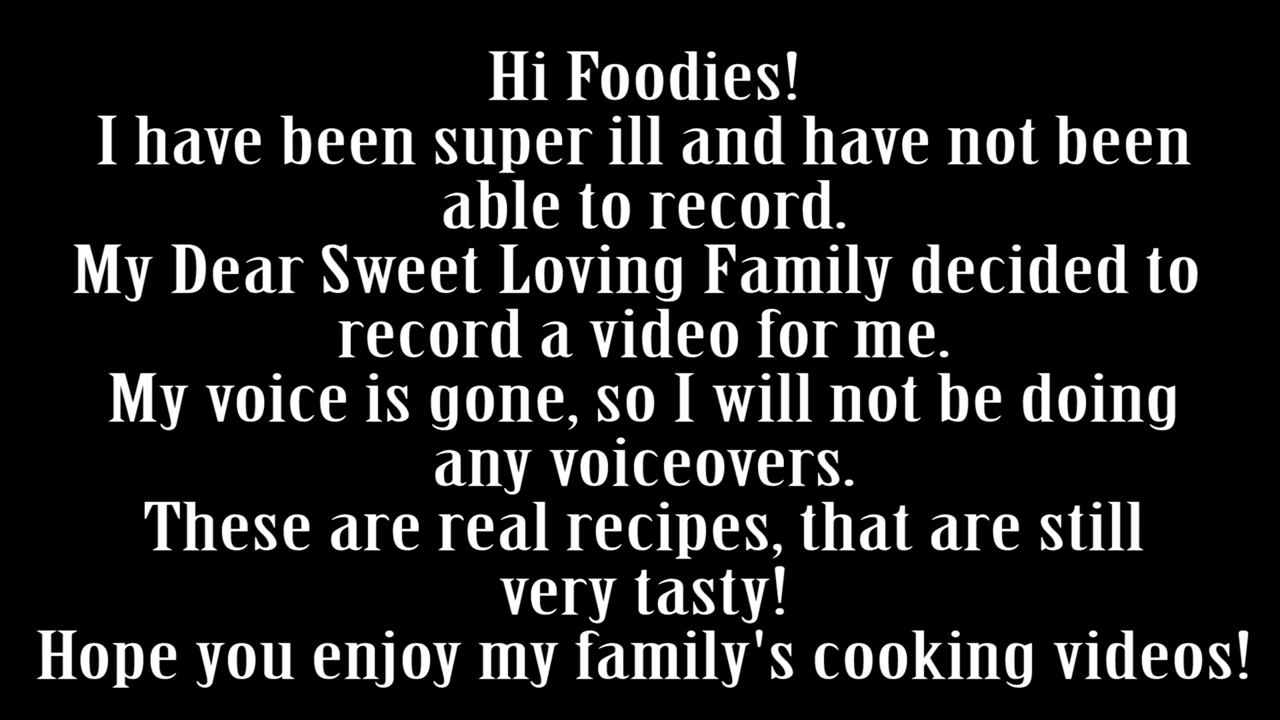 Hi Foodies!
I have been super ill and have not been
able to record.
My Dear Sweet Loving Family decided to
record a video for me.
My voice is gone, so I will not be doing
any voiceovers.
These are real recipes, that are still
very tasty!
Hope you enjoy my family's cooking videos!